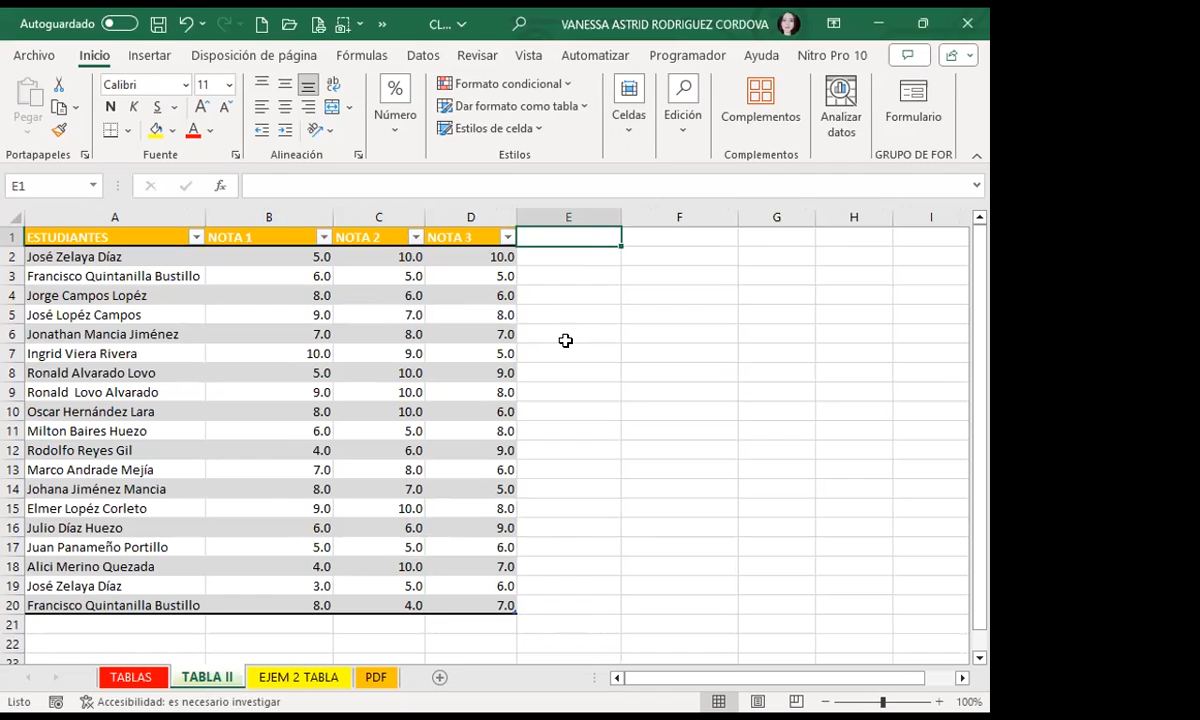 Autoguardado CL... VANESSA ASTRID RODRIGUEZ CORDOVA
Archivo Inicio Insertar Disposición de página Fórmulas Datos Revisar Vista Automatizar Programador Ayuda Nitro Pro 10
Pegar
Portapapeles
Calibri 11
N K S
Fuente
Alineación
Número
Formato condicional
Dar formato como tabla
Estilos de celda
Estilos
Celdas
Edición
Complementos
Complementos
Analizar
datos
Formulario
GRUPO DE FOR
E1 fx
A B C D E F G H I
1 ESTUDIANTES NOTA 1 NOTA 2 NOTA 3
2 José Zelaya Díaz 5.0 10.0 10.0
3 Francisco Quintanilla Bustillo 6.0 5.0 5.0
4 Jorge Campos Lopéz 8.0 6.0 6.0
5 José Lopéz Campos 9.0 7.0 8.0
6 Jonathan Mancia Jiménez 7.0 8.0 7.0
7 Ingrid Viera Rivera 10.0 9.0 5.0
8 Ronald Alvarado Lovo 5.0 10.0 9.0
9 Ronald  Lovo Alvarado 9.0 10.0 8.0
10 Oscar Hernández Lara 8.0 10.0 6.0
11 Milton Baires Huezo 6.0 5.0 8.0
12 Rodolfo Reyes Gil 4.0 6.0 9.0
13 Marco Andrade Mejía 7.0 8.0 6.0
14 Johana Jiménez Mancia 8.0 7.0 5.0
15 Elmer Lopéz Corleto 9.0 10.0 8.0
16 Julio Díaz Huezo 6.0 6.0 9.0
17 Juan Panameño Portillo 5.0 5.0 6.0
18 Alici Merino Quezada 4.0 10.0 7.0
19 José Zelaya Díaz 3.0 5.0 6.0
20 Francisco Quintanilla Bustillo 8.0 4.0 7.0
21
22
23
TABLAS TABLA II EJEM 2 TABLA PDF
Listo Accesibilidad: es necesario investigar 100%